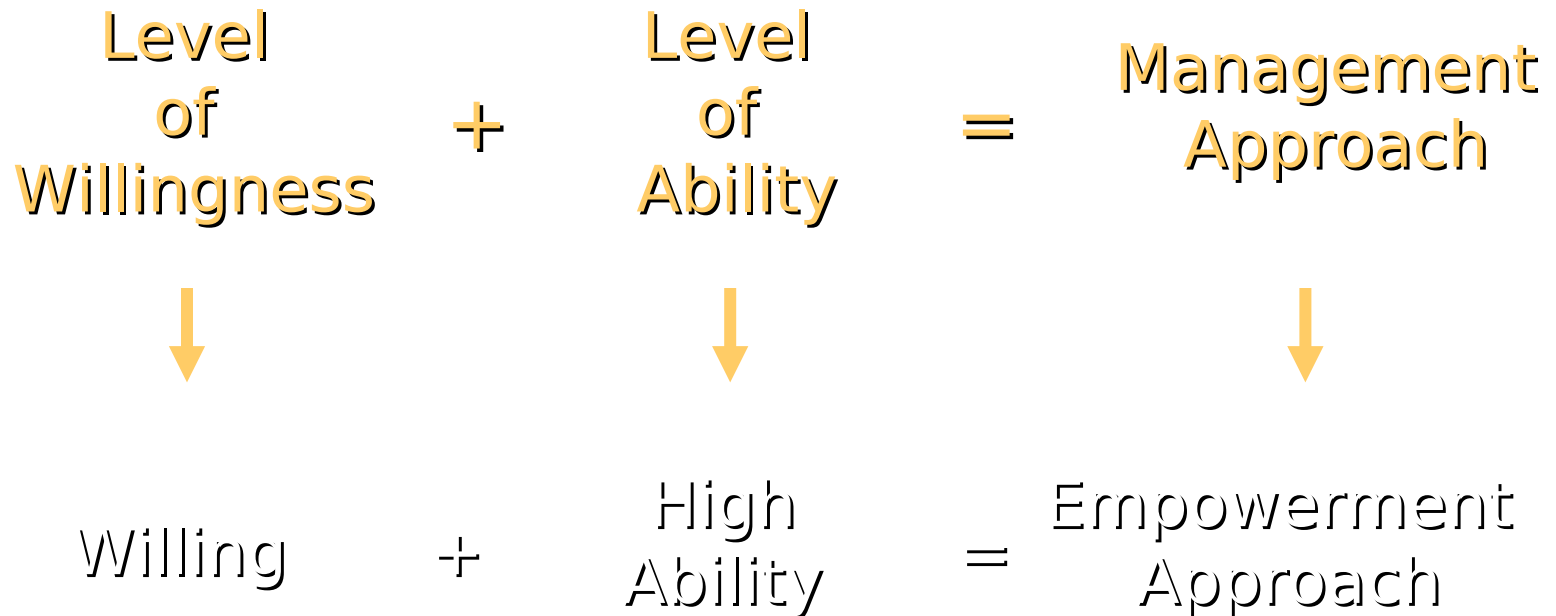 Level
of
Willingness
+
Level
of
Ability
=
Management
Approach
Willing
+
High
Ability
=
Empowerment
Approach